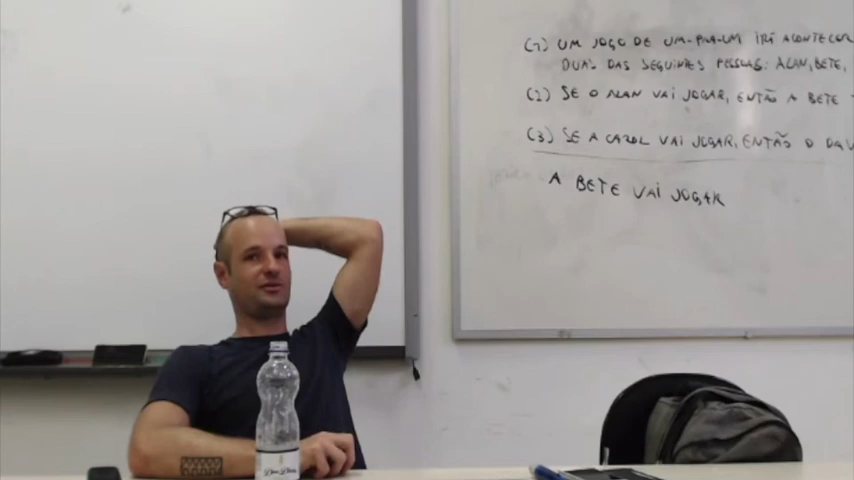 (1) UM JOGO DE UM-PRA-UM IRÁ ACONTECER
DUAS DAS SEGUINTES PESSOAS: ALAN, BETE,
(2) SE O ALAN VAI JOGAR, ENTÃO A BETE
(3) SE A CAROL VAI JOGAR, ENTÃO O DAV
A BETE VAI JOGAR